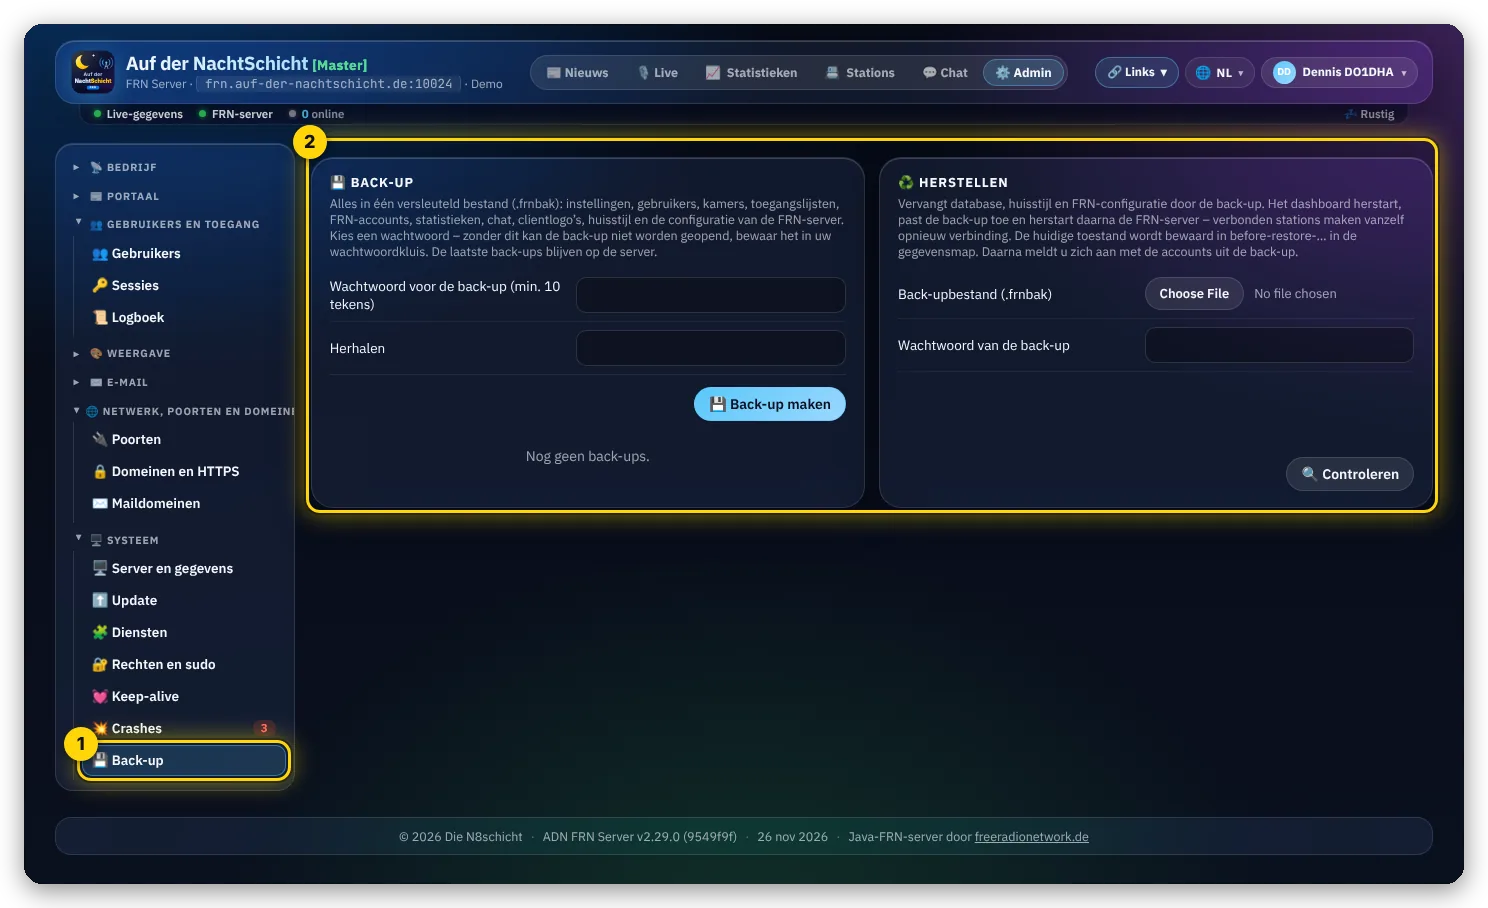 Auf der NachtSchicht [Master]
FRN Server · frn.auf-der-nachtschicht.de:10024 · Demo
Nieuws
Live
Statistieken
Stations
Chat
Admin
Links ▼
NL ▼
DD Dennis DO1DHA ▼
Live-gegevens
FRN-server
0 online
Rustig
BEDRIJF
PORTAAL
GEBRUIKERS EN TOEGANG
Gebruikers
Sessies
Logboek
WEERGAVE
E-MAIL
NETWERK, POORTEN EN DOMEIN
Poorten
Domeinen en HTTPS
Maildomeinen
SYSTEEM
Server en gegevens
Update
Diensten
Rechten en sudo
Keep-alive
Crashes 3
1
Back-up
2
BACK-UP
Alles in één versleuteld bestand (.frnbak): instellingen, gebruikers, kamers, toegangslijsten,
FRN-accounts, statistieken, chat, clientlogo’s, huisstijl en de configuratie van de FRN-server.
Kies een wachtwoord – zonder dit kan de back-up niet worden geopend, bewaar het in uw
wachtwoordkluis. De laatste back-ups blijven op de server.
Wachtwoord voor de back-up (min. 10
tekens)
Herhalen
Back-up maken
Nog geen back-ups.
HERSTELLEN
Vervangt database, huisstijl en FRN-configuratie door de back-up. Het dashboard herstart,
past de back-up toe en herstart daarna de FRN-server – verbonden stations maken vanzelf
opnieuw verbinding. De huidige toestand wordt bewaard in before-restore-… in de
gegevensmap. Daarna meldt u zich aan met de accounts uit de back-up.
Back-upbestand (.frnbak)
Choose File No file chosen
Wachtwoord van de back-up
Controleren
© 2026 Die N8schicht · ADN FRN Server v2.29.0 (9549f9f) · 26 nov 2026 · Java-FRN-server door freeradionetwork.de